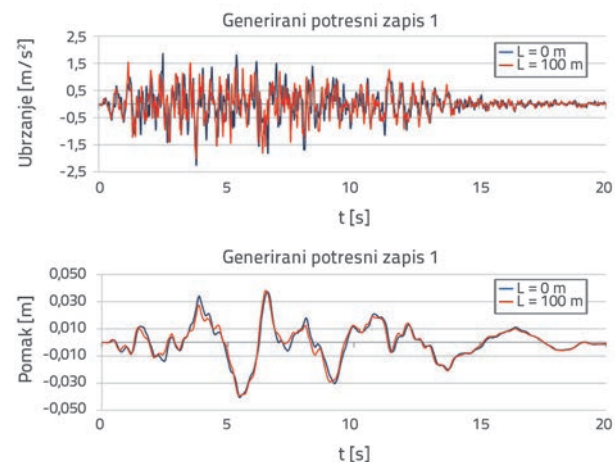 Generirani potresni zapis 1
Ubrzanje [m/s²]
2,5
1,5
0,5
-0,5
-1,5
-2,5
L = 0 m
L = 100 m
0 5 10 15 20
t [s]
Generirani potresni zapis 1
Pomak [m]
0,050
0,030
0,010
-0,010
-0,030
-0,050
L = 0 m
L = 100 m
0 5 10 15 20
t [s]